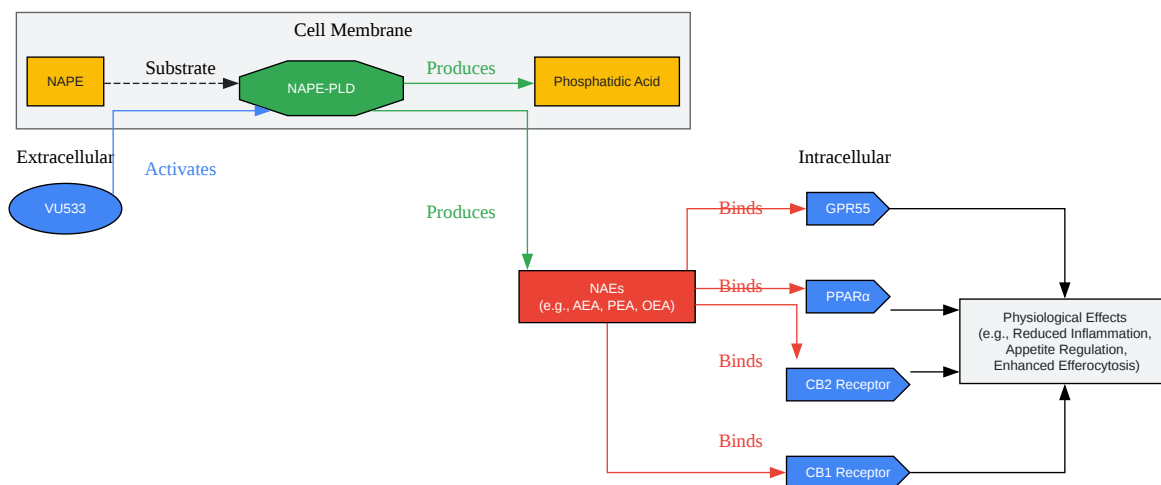 Cell Membrane
NAPE
Substrate
NAPE-PLD
Produces
Phosphatidic Acid
Extracellular
Activates
Intracellular
VU533
Produces
Binds
GPR55
NAEs
(e.g., AEA, PEA, OEA)
Binds
PPARα
Physiological Effects
(e.g., Reduced Inflammation,
Appetite Regulation,
Enhanced Efferocytosis)
Binds
CB2 Receptor
Binds
CB1 Receptor